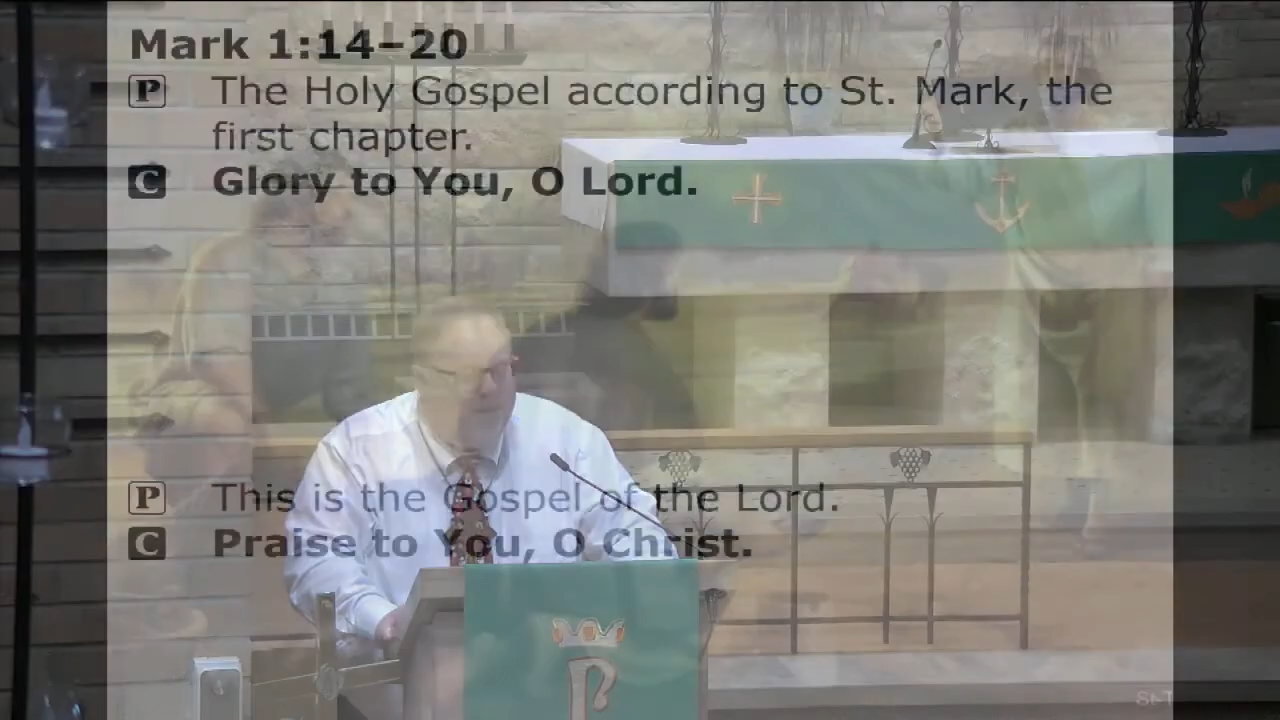 Mark 1:14–20
P The Holy Gospel according to St. Mark, the
first chapter.
C Glory to You, O Lord.
P This is the Gospel of the Lord.
C Praise to You, O Christ.